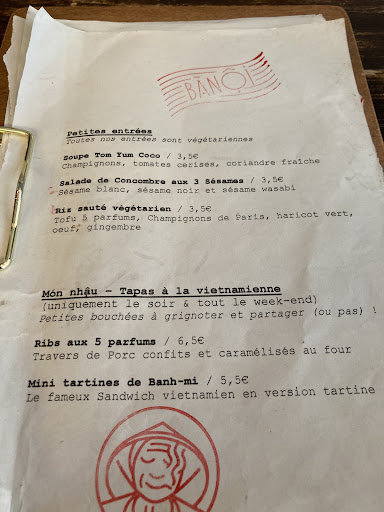 BÀNÔI
Petites entrées
Toutes nos entrées sont végétariennes
Soupe Tom Yum Coco / 3,5€
Champignons, tomates cerises, coriandre fraîche
Salade de Concombre aux 3 Sésames / 3,5€
Sésame blanc, sésame noir et sésame wasabi
Riz sauté végétarien / 3,5€
Tofu 5 parfums, Champignons de Paris, haricot vert,
oeuf, gingembre
Món nhậu – Tapas à la vietnamienne
(uniquement le soir & tout le week-end)
Petites bouchées à grignoter et partager (ou pas) !
Ribs aux 5 parfums / 6,5€
Travers de Porc confits et caramélisés au four
Mini tartines de Banh-mi / 5,5€
Le fameux Sandwich vietnamien en version tartine